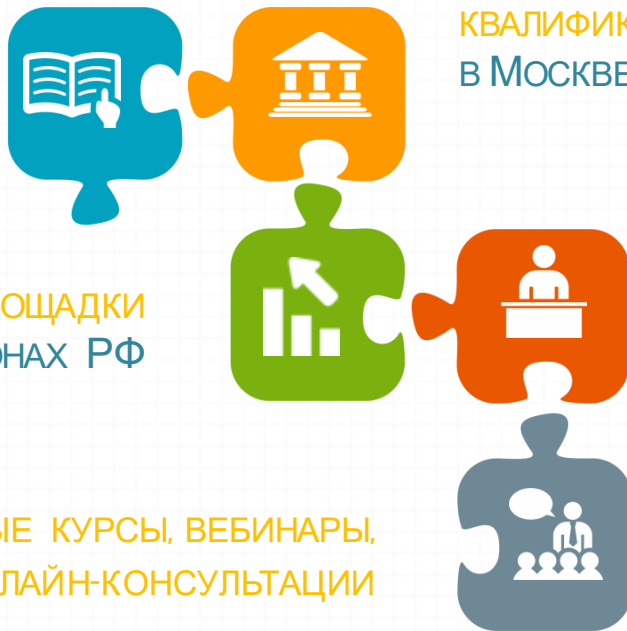 КВАЛИФИК
В МОСКВЕ
ОЩАДКИ
ОНАХ РФ
ЫЕ КУРСЫ, ВЕБИНАРЫ,
ЛАЙН-КОНСУЛЬТАЦИИ